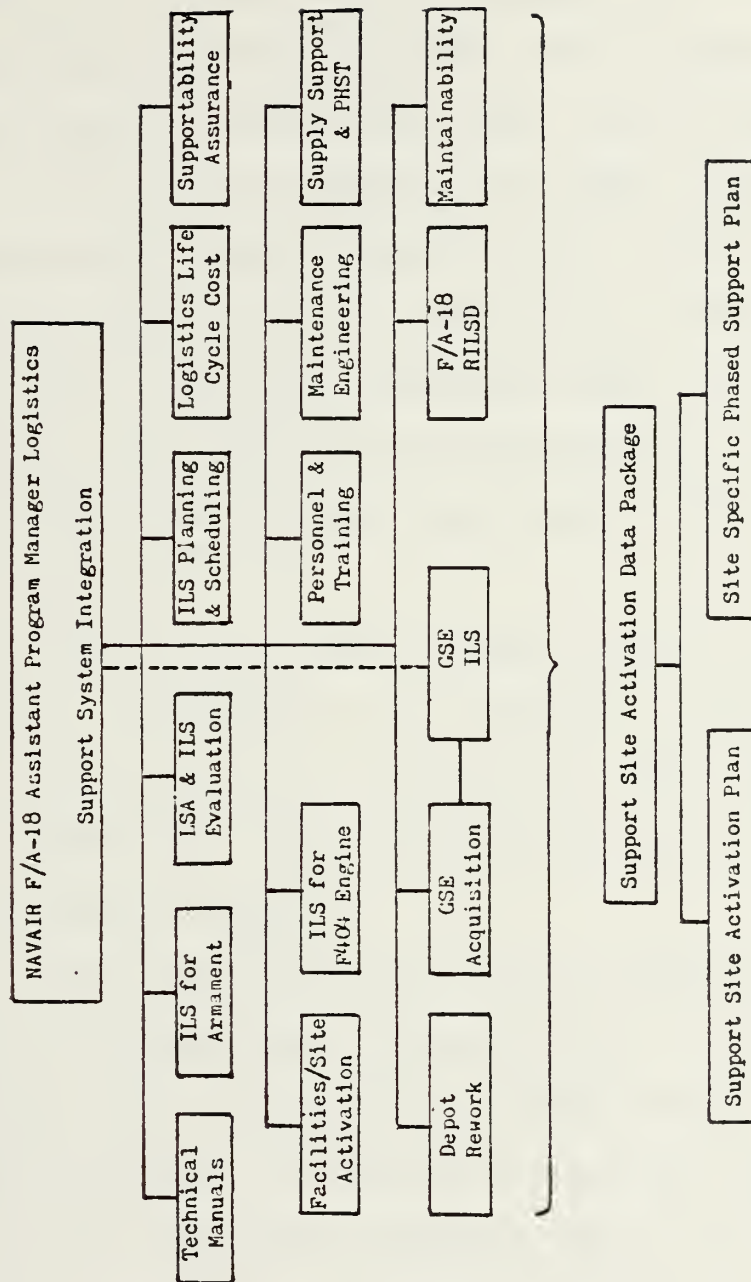 NAVAIR F/A-18 Assistant Program Manager Logistics
Support System Integration
Technical
Manuals
ILS for
Armament
LSA & ILS
Evaluation
ILS Planning
& Scheduling
Logistics Life
Cycle Cost
Supportability
Assurance
Facilities/Site
Activation
ILS for
F404 Engine
Personnel &
Training
Maintenance
Engineering
Supply Support
& PHST
Depot
Rework
GSE
Acquisition
GSE
ILS
F/A-18
RILSD
Maintainability
Support Site Activation Data Package
Support Site Activation Plan
Site Specific Phased Support Plan